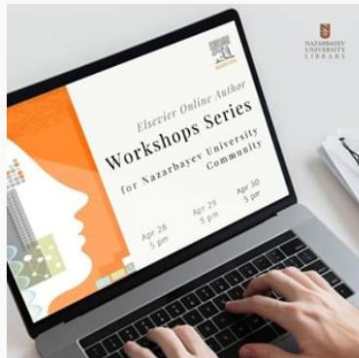 NAZARBAYEV
UNIVERSITY
LIBRARY
ELSEVIER
Elsevier Online Author
Workshops Series
for Nazarbayev University
Community
Apr 28
5 pm
Apr 29
5 pm
Apr 30
5 pm